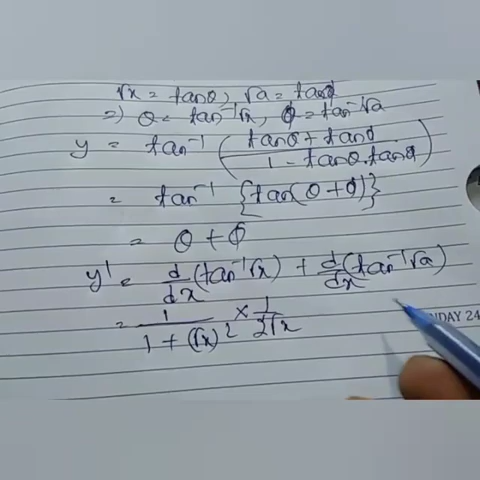 √x = tanθ, √a = tanϕ
=) θ = tan⁻¹√x, ϕ = tan⁻¹√a
y = tan⁻¹ ( (tanθ + tanϕ) / (1 - tanθ.tanϕ) )
= tan⁻¹ {tan(θ+ϕ)}
= θ + ϕ
y' = d/dx (tan⁻¹√x) + d/dx (tan⁻¹√a)
= 1/(1 + (√x)²) × 1/(2√x)
DAY 24